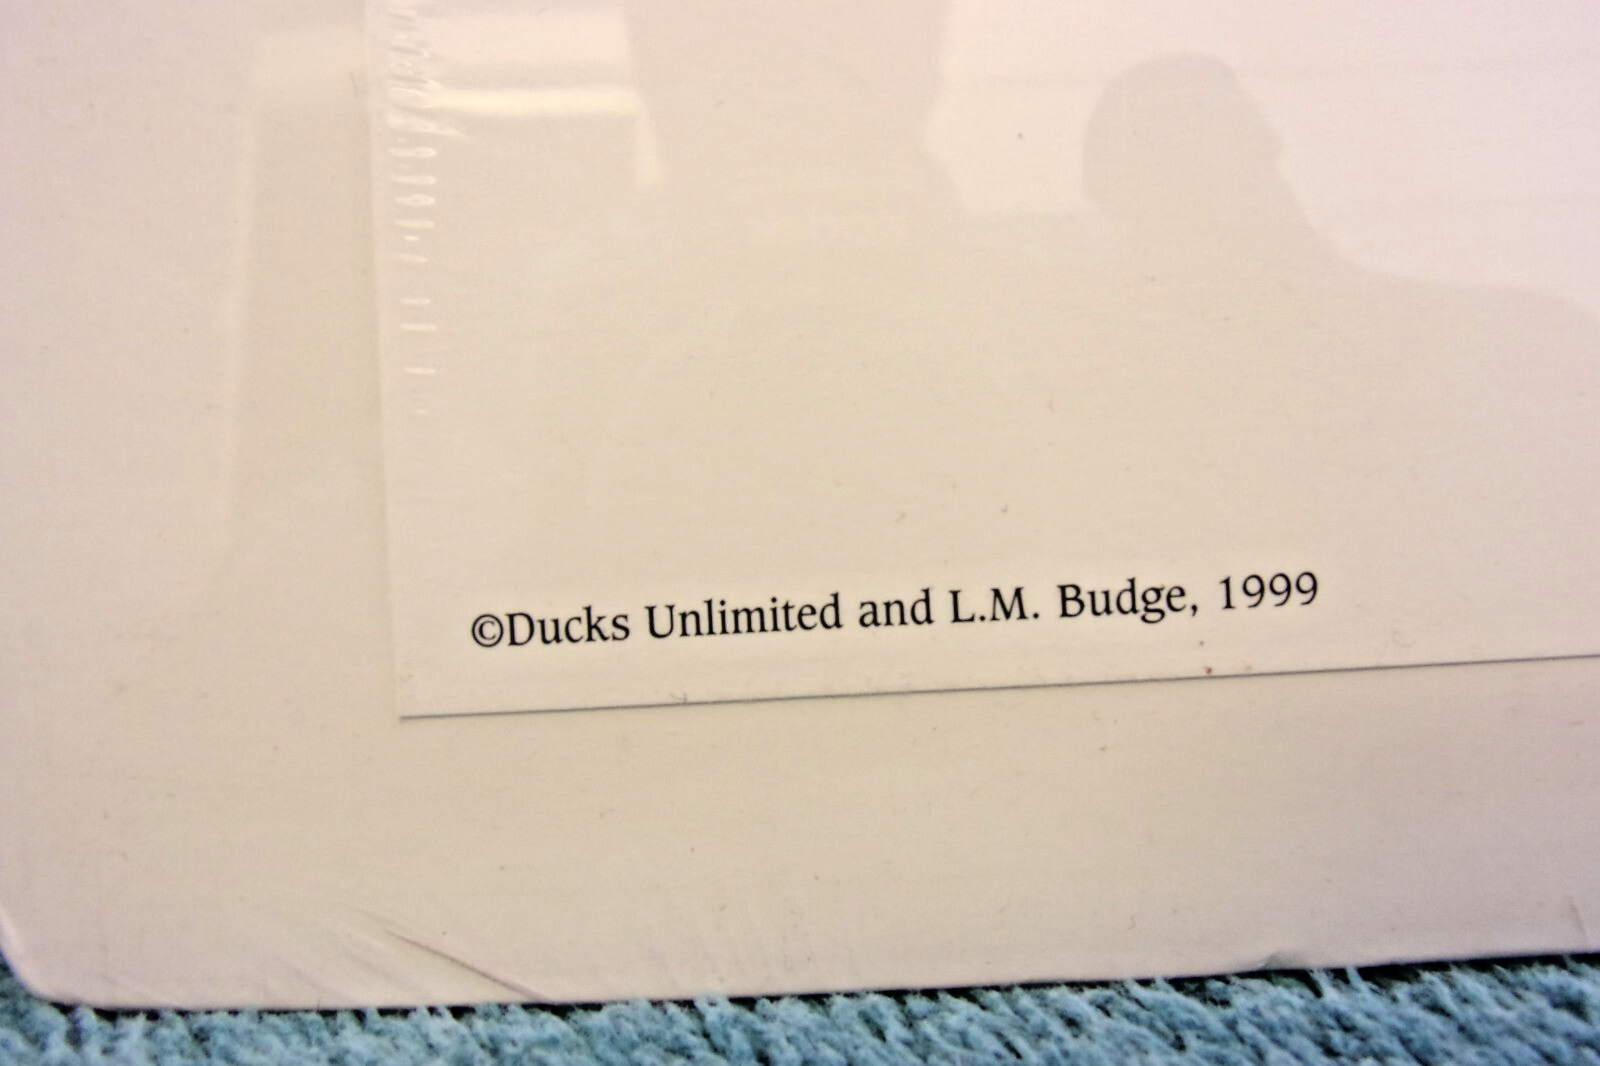 ©Ducks Unlimited and L.M. Budge, 1999